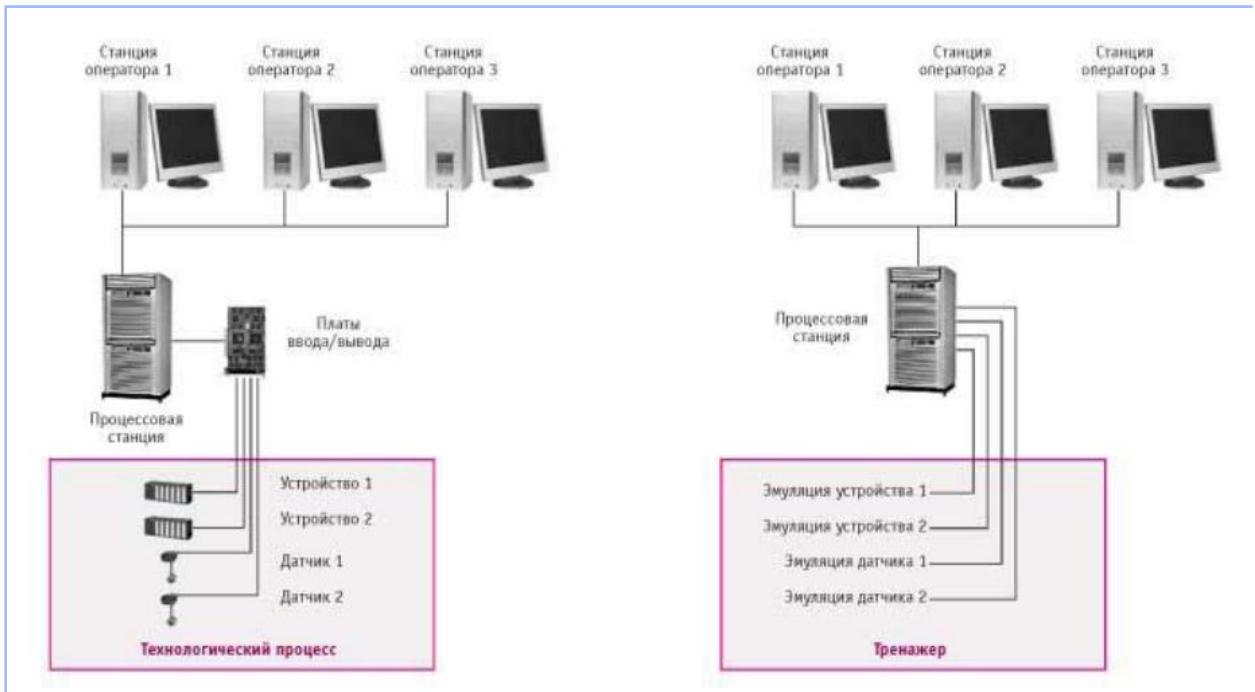 Станция
оператора 1
Станция
оператора 2
Станция
оператора 3
Процессовая
станция
Платы
ввода/вывода
Устройство 1
Устройство 2
Датчик 1
Датчик 2
Технологический процесс
Станция
оператора 1
Станция
оператора 2
Станция
оператора 3
Процессовая
станция
Эмуляция устройства 1
Эмуляция устройства 2
Эмуляция датчика 1
Эмуляция датчика 2
Тренажер